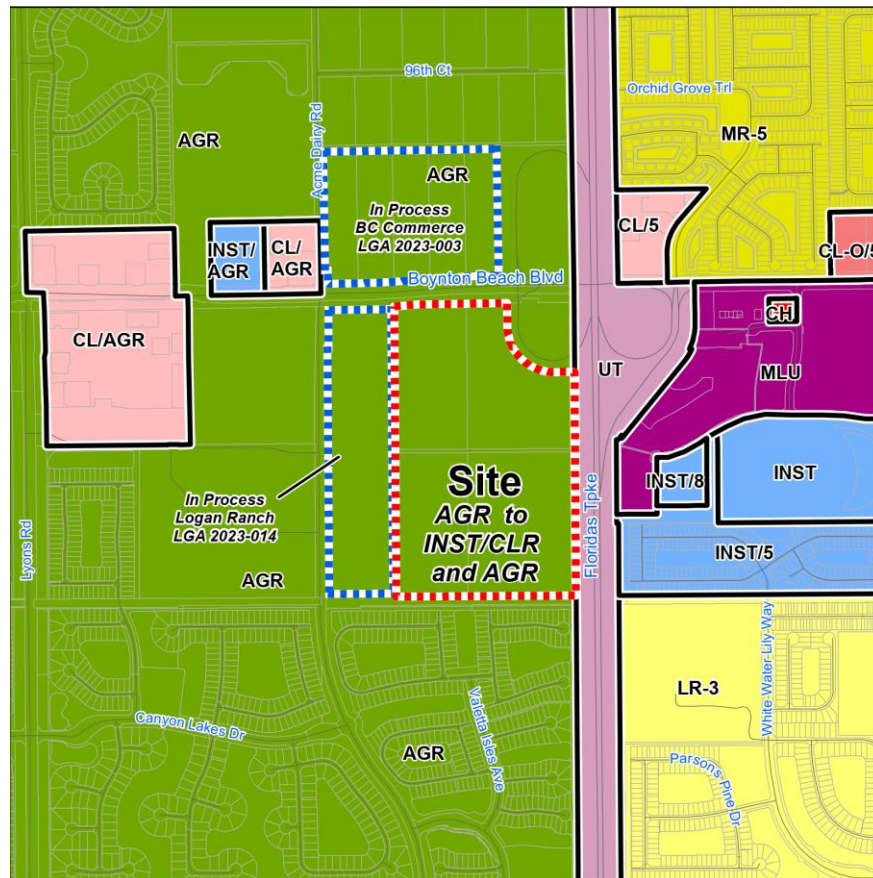 96th Ct
Orchid Grove Trl
MR-5
AGR
Acme Dairy Rd
AGR
In Process
BC Commerce
LGA 2023-003
CL/5
CL-O/5
INST/
AGR
CL/
AGR
Boynton Beach Blvd
CH
CL/AGR
UT
MLU
Site
AGR to
INST/CLR
and AGR
INST/8
INST
In Process
Logan Ranch
LGA 2023-014
Floridas Tpke
Lyons Rd
INST/5
AGR
White-Water-Lily-Way
LR-3
Canyon Lakes Dr
Valetta Isles Ave
AGR
Parsons Pine Dr